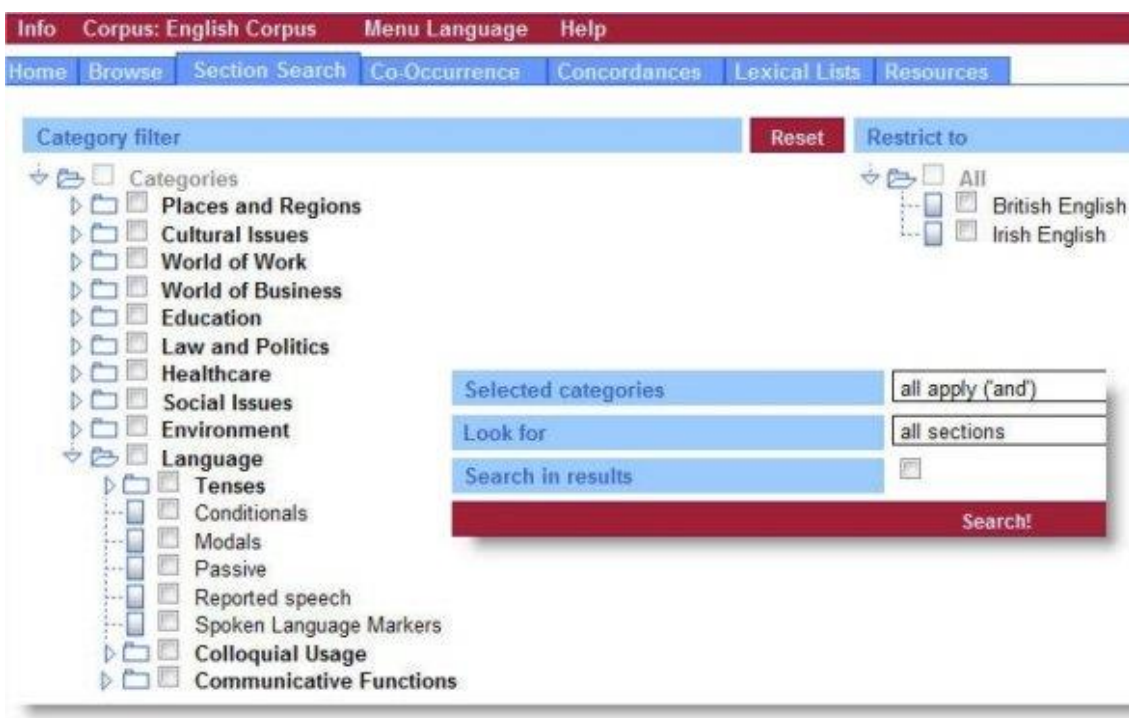 Info Corpus: English Corpus Menu Language Help
Home Browse Section Search Co-Occurrence Concordances Lexical Lists Resources
Category filter Reset Restrict to
Categories
Places and Regions
Cultural Issues
World of Work
World of Business
Education
Law and Politics
Healthcare
Social Issues
Environment
Language
Tenses
Conditionals
Modals
Passive
Reported speech
Spoken Language Markers
Colloquial Usage
Communicative Functions
All
British English
Irish English
Selected categories all apply ('and')
Look for all sections
Search in results
Search!